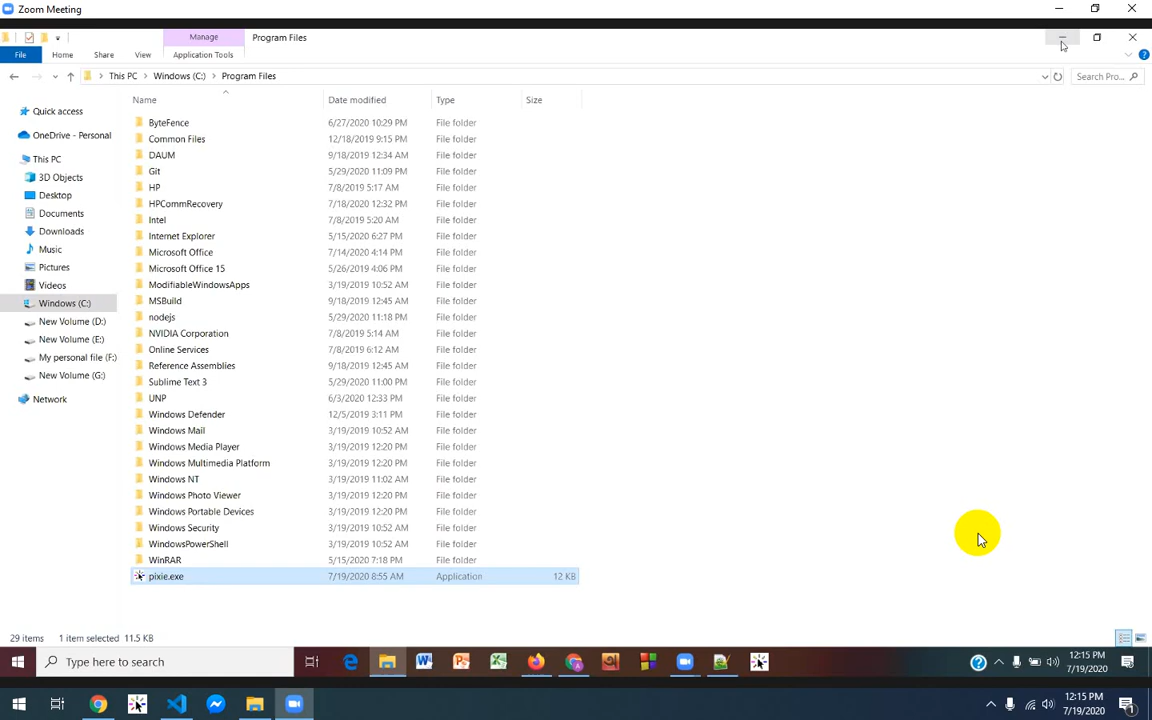 Zoom Meeting
Manage
Program Files
File Home Share View Application Tools
This PC Windows (C:) Program Files
Search Pro...
Name Date modified Type Size
Quick access
OneDrive - Personal
This PC
3D Objects
Desktop
Documents
Downloads
Music
Pictures
Videos
Windows (C:)
New Volume (D:)
New Volume (E:)
My personal file (F:)
New Volume (G:)
Network
ByteFence 6/27/2020 10:29 PM File folder
Common Files 12/18/2019 9:15 PM File folder
DAUM 9/18/2019 12:34 AM File folder
Git 5/29/2020 11:09 PM File folder
HP 7/8/2019 5:17 AM File folder
HPCommRecovery 7/18/2020 12:32 PM File folder
Intel 7/8/2019 5:20 AM File folder
Internet Explorer 5/15/2020 6:27 PM File folder
Microsoft Office 7/14/2020 4:14 PM File folder
Microsoft Office 15 5/26/2019 4:06 PM File folder
ModifiableWindowsApps 3/19/2019 10:52 AM File folder
MSBuild 9/18/2019 12:45 AM File folder
nodejs 5/29/2020 11:18 PM File folder
NVIDIA Corporation 7/8/2019 5:14 AM File folder
Online Services 7/8/2019 6:12 AM File folder
Reference Assemblies 9/18/2019 12:45 AM File folder
Sublime Text 3 5/29/2020 11:00 PM File folder
UNP 6/3/2020 12:33 PM File folder
Windows Defender 12/5/2019 3:11 PM File folder
Windows Mail 3/19/2019 10:52 AM File folder
Windows Media Player 3/19/2019 12:20 PM File folder
Windows Multimedia Platform 3/19/2019 12:20 PM File folder
Windows NT 3/19/2019 11:02 AM File folder
Windows Photo Viewer 3/19/2019 12:20 PM File folder
Windows Portable Devices 3/19/2019 12:20 PM File folder
Windows Security 3/19/2019 10:52 AM File folder
WindowsPowerShell 3/19/2019 10:52 AM File folder
WinRAR 5/15/2020 7:18 PM File folder
pixie.exe 7/19/2020 8:55 AM Application 12 KB
29 items 1 item selected 11.5 KB
Type here to search
12:15 PM
7/19/2020
12:15 PM
7/19/2020